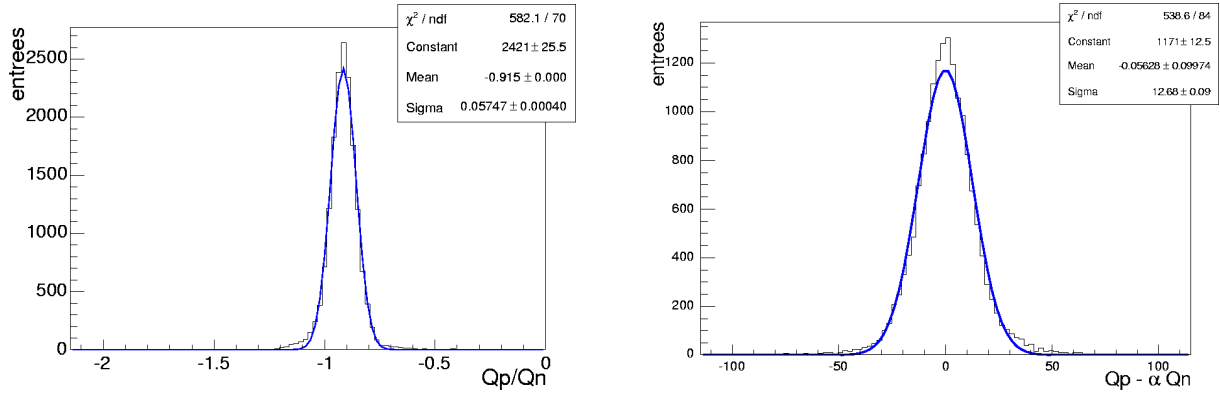 χ² / ndf 582.1 / 70
Constant 2421 ± 25.5
Mean -0.915 ± 0.000
Sigma 0.05747 ± 0.00040
entrees
2500
2000
1500
1000
500
0
-2 -1.5 -1 -0.5 0
Qp/Qn
χ² / ndf 538.6 / 84
Constant 1171 ± 12.5
Mean -0.05628 ± 0.09974
Sigma 12.68 ± 0.09
entrees
1200
1000
800
600
400
200
0
-100 -50 0 50 100
Qp - α Qn